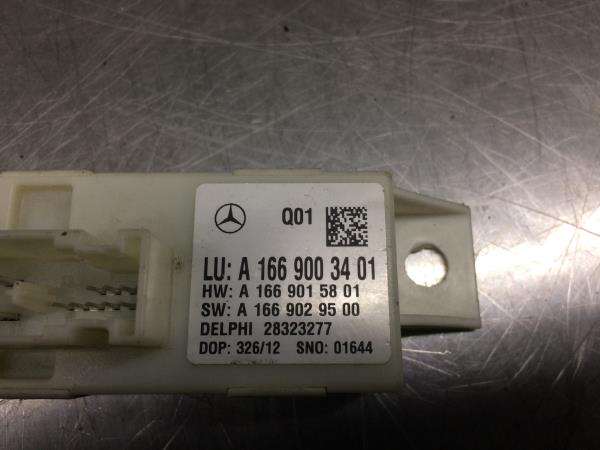 Q01
LU: A 166 900 34 01
HW: A 166 901 58 01
SW: A 166 902 95 00
DELPHI 28323277
DOP: 326/12 SNO: 01644